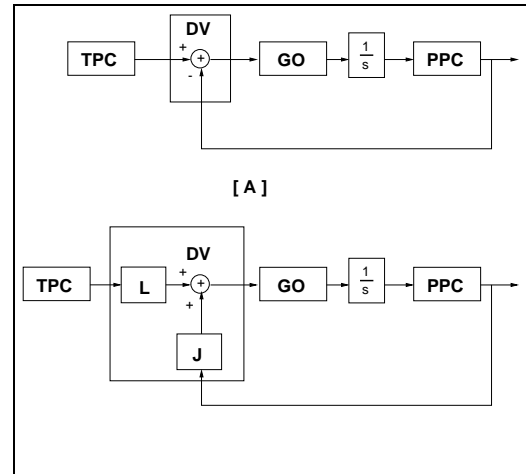 DV
TPC
+
+
-
GO
1
s
PPC
[ A ]
DV
TPC
L
+
+
+
GO
1
s
PPC
J